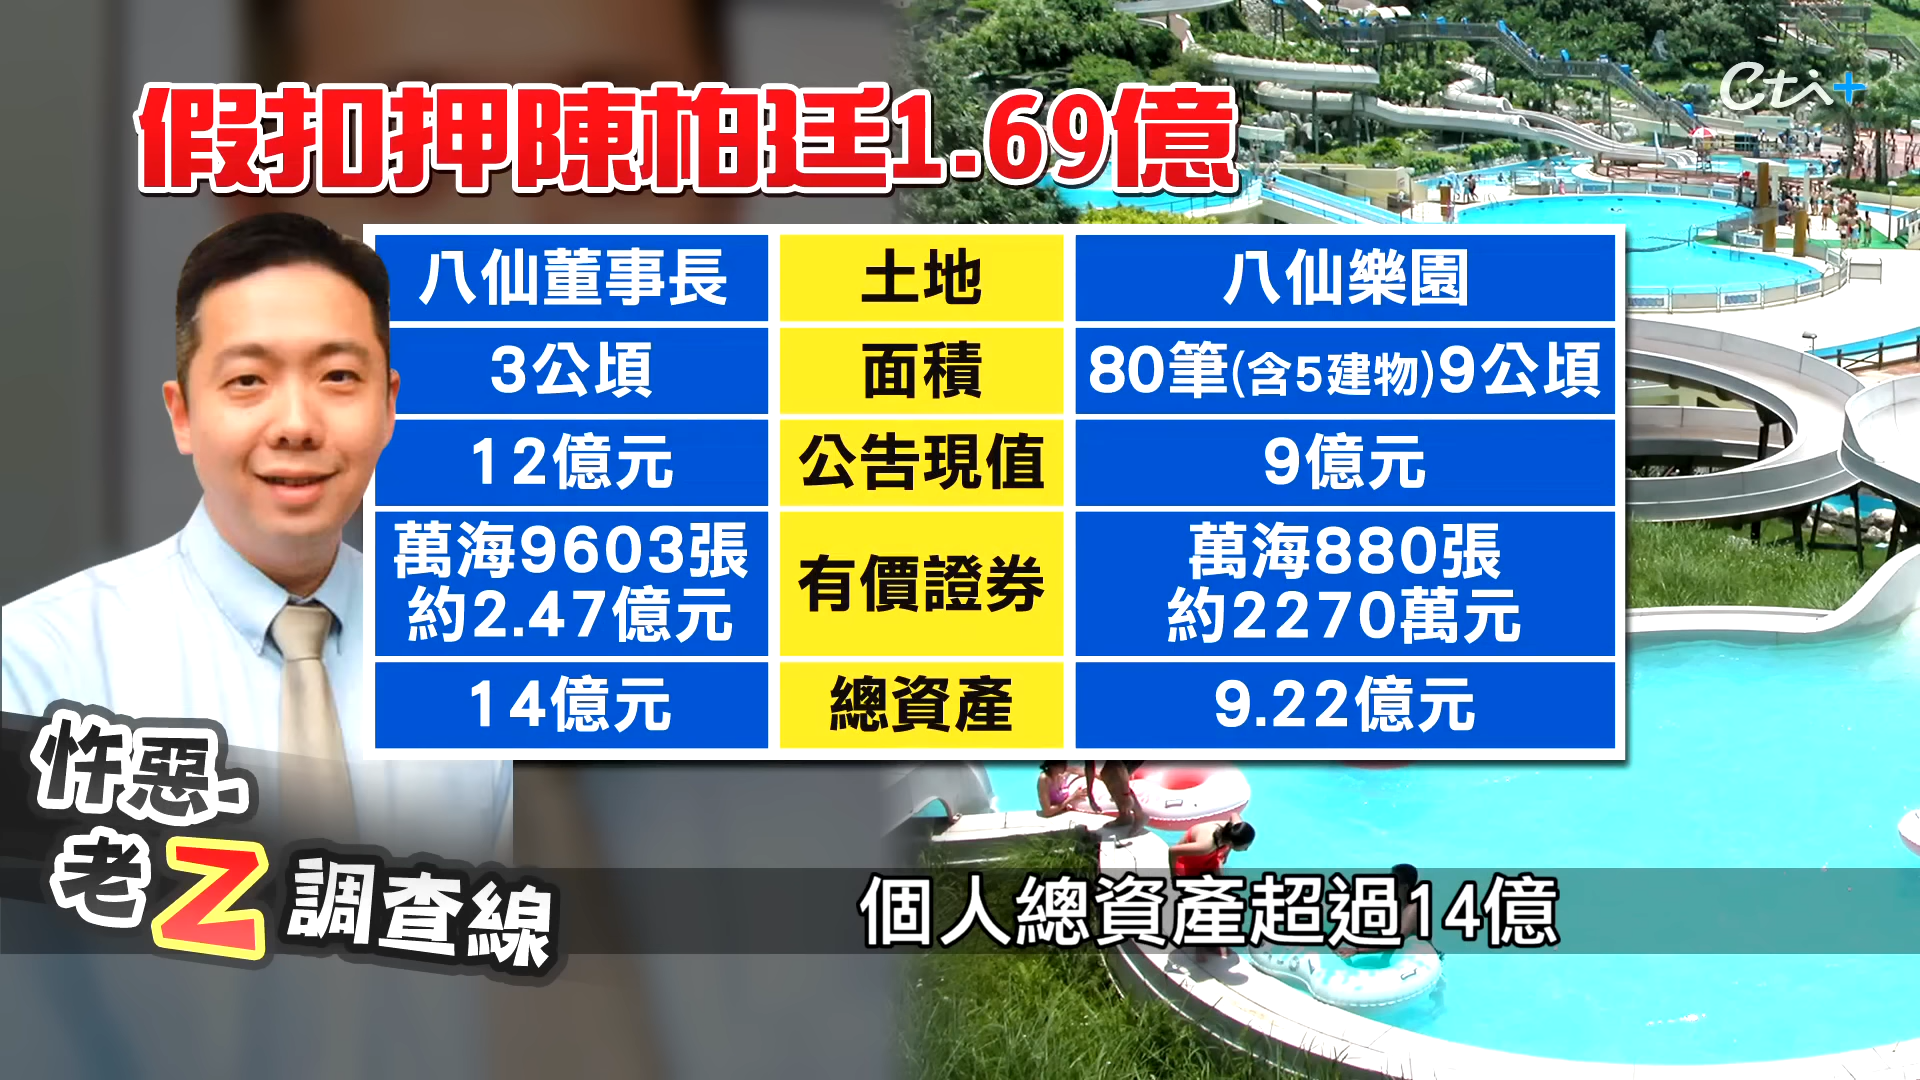 假扣押陳柏廷1.69億
Cti+
八仙董事長 土地 八仙樂園
3公頃 面積 80筆(含5建物)9公頃
12億元 公告現值 9億元
萬海9603張
約2.47億元
有價證券
萬海880張
約2270萬元
14億元 總資產 9.22億元
忤惡-
老Z調查線
個人總資產超過14億